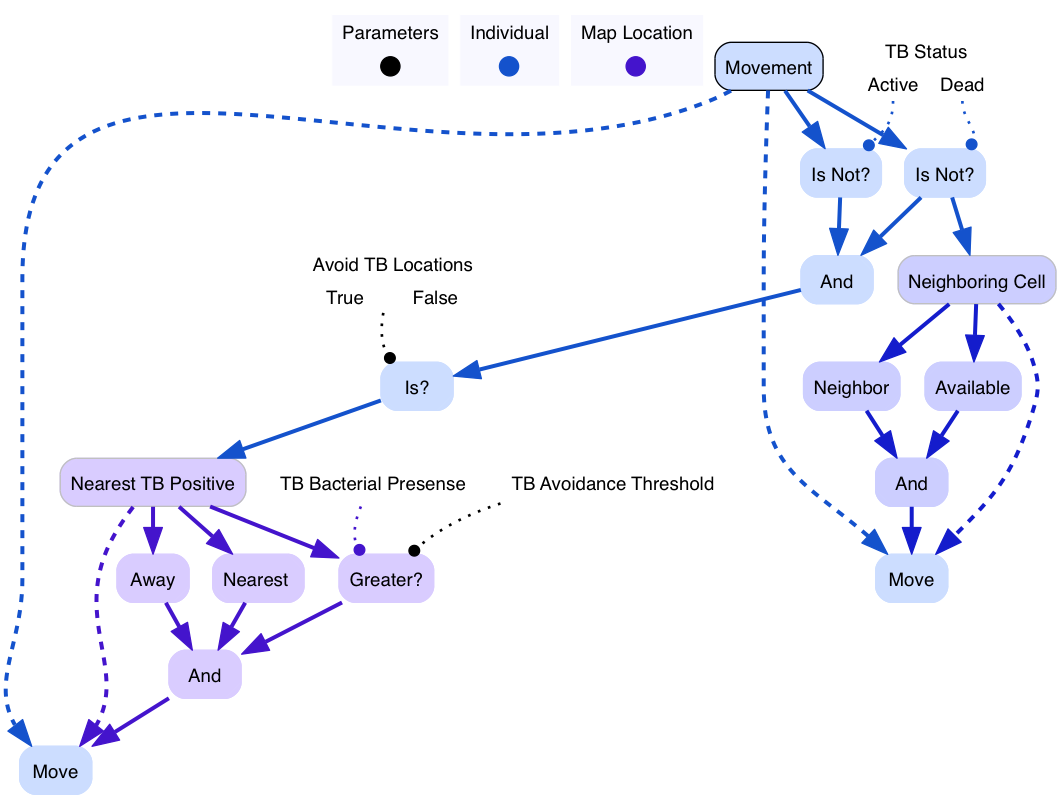 Parameters
Individual
Map Location
Movement
TB Status
Active
Dead
Is Not?
Is Not?
Avoid TB Locations
True
False
And
Neighboring Cell
Is?
Neighbor
Available
Nearest TB Positive
TB Bacterial Presense
TB Avoidance Threshold
And
Away
Nearest
Greater?
Move
And
Move